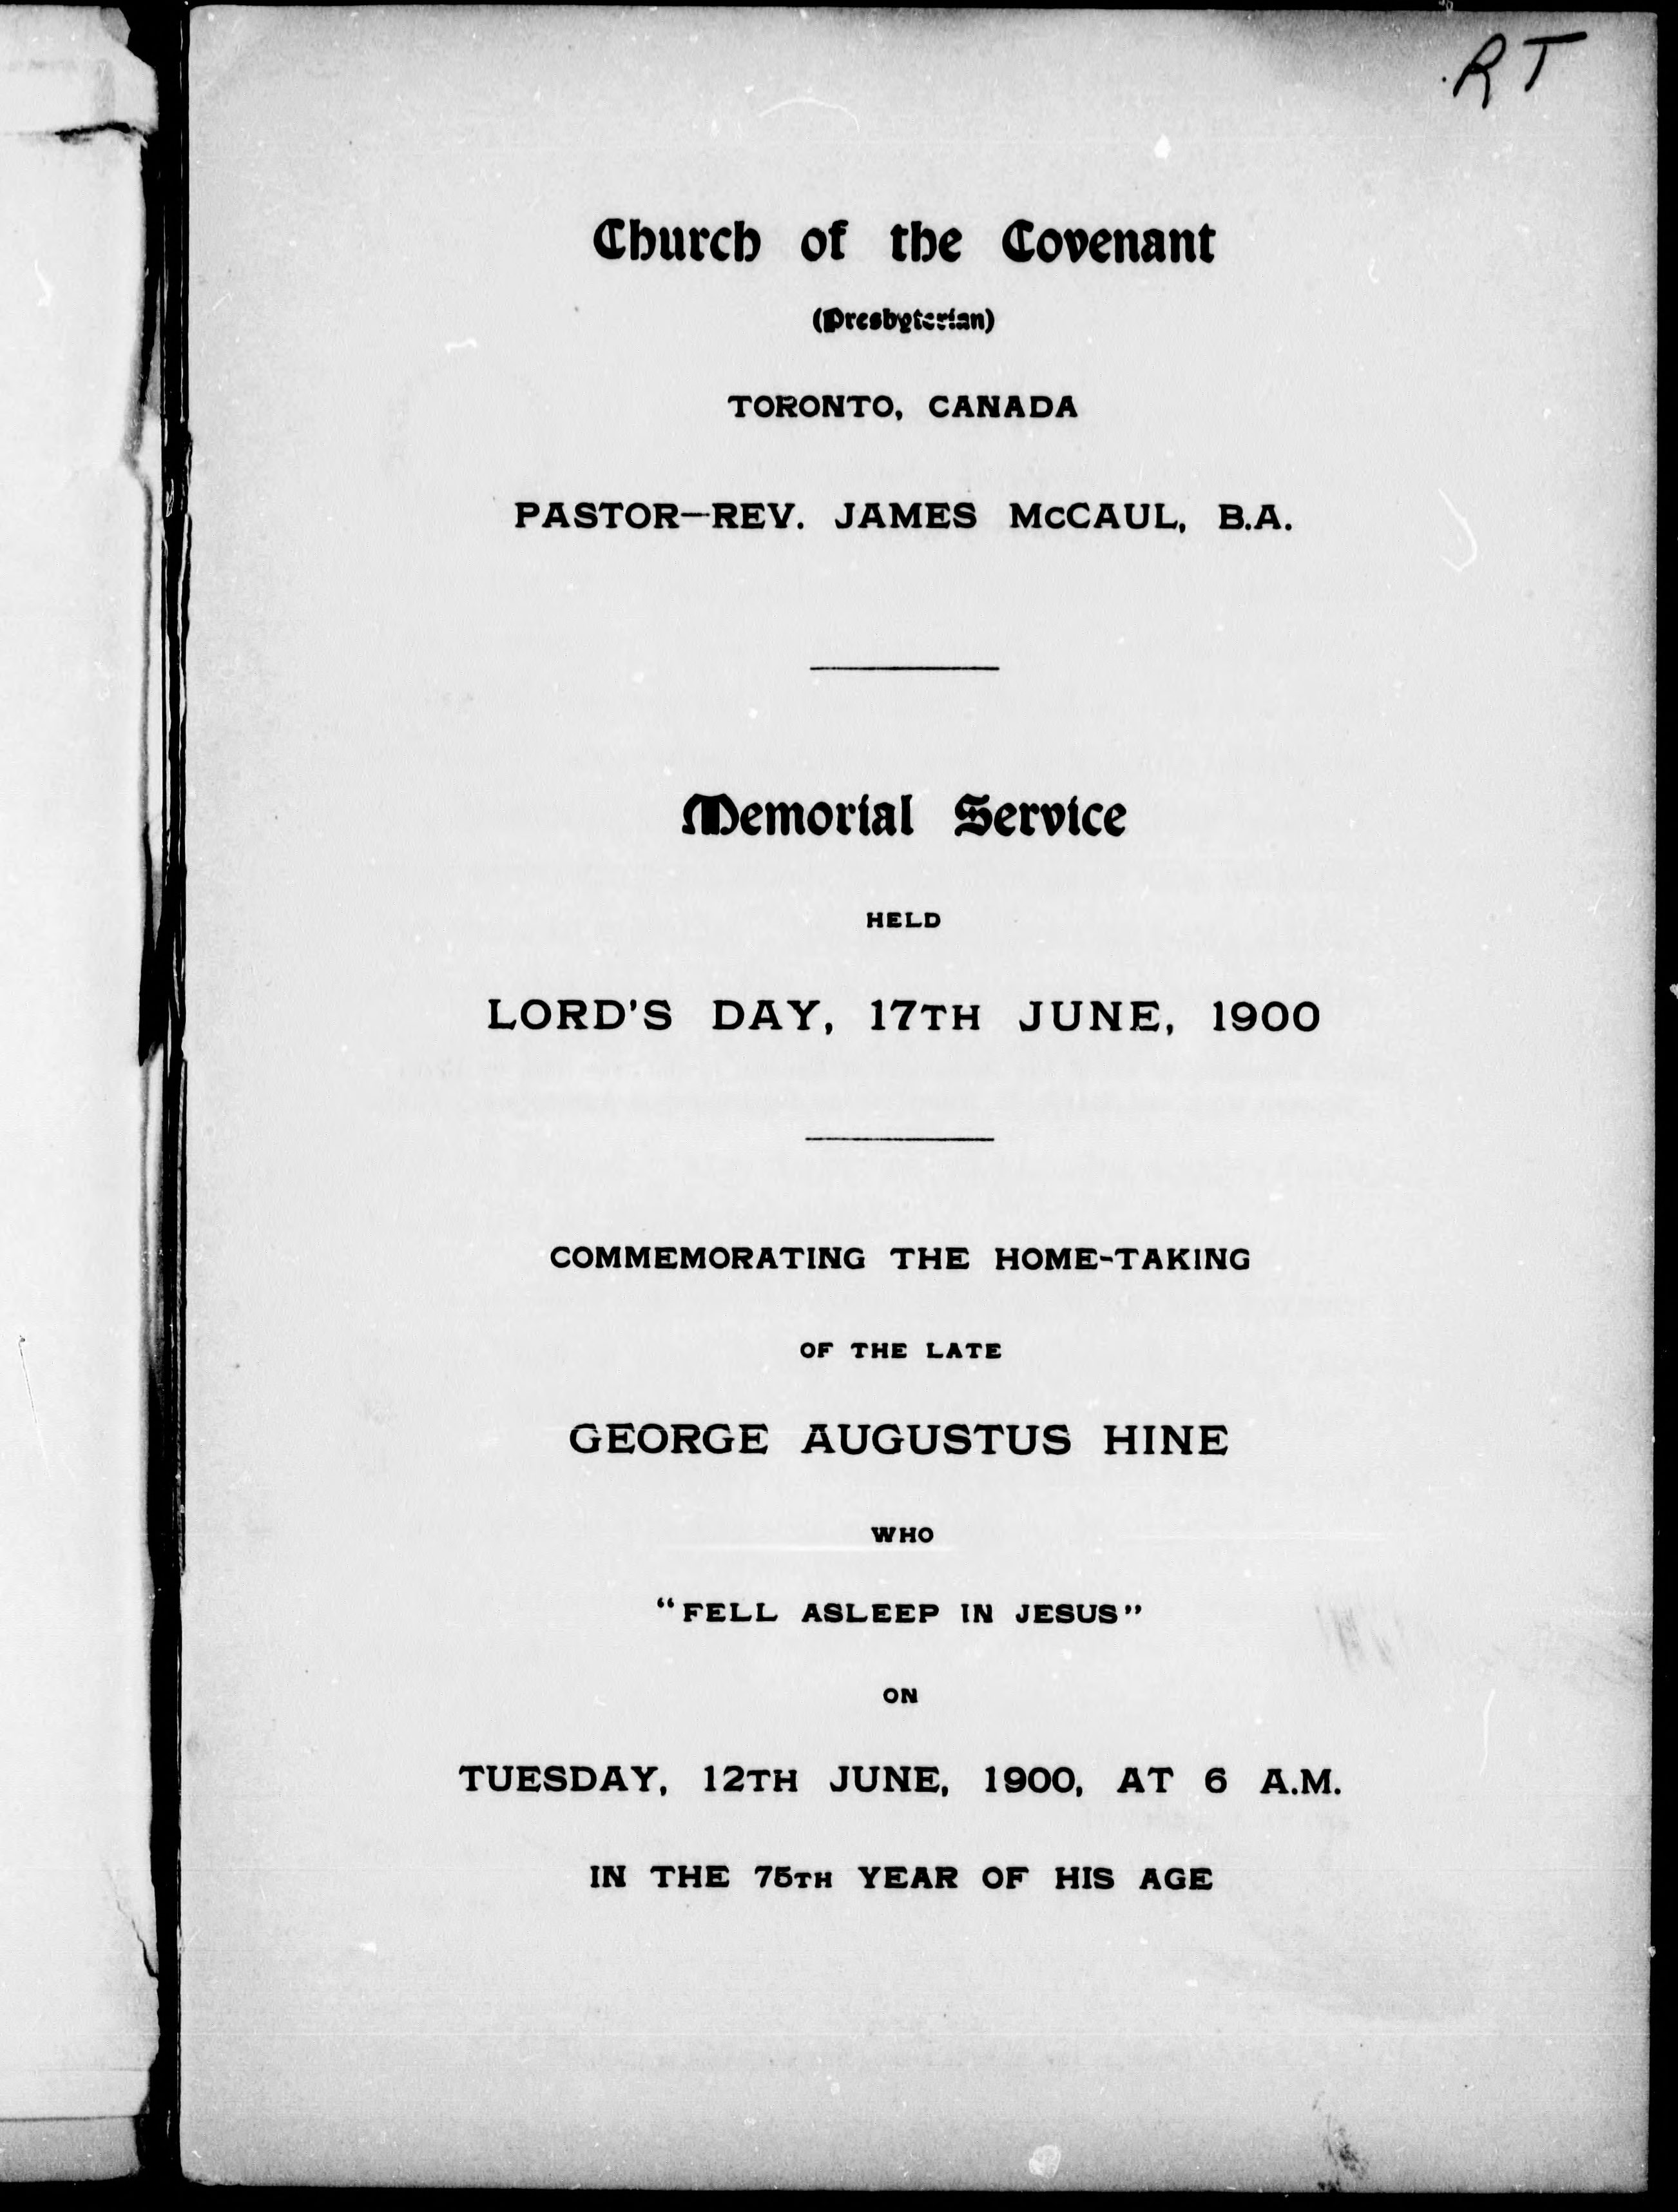 RT
Church of the Covenant
(Presbyterian)
TORONTO, CANADA
PASTOR—REV. JAMES McCAUL, B.A.
Memorial Service
HELD
LORD'S DAY, 17TH JUNE, 1900
COMMEMORATING THE HOME-TAKING
OF THE LATE
GEORGE AUGUSTUS HINE
WHO
"FELL ASLEEP IN JESUS"
ON
TUESDAY, 12TH JUNE, 1900, AT 6 A.M.
IN THE 75TH YEAR OF HIS AGE